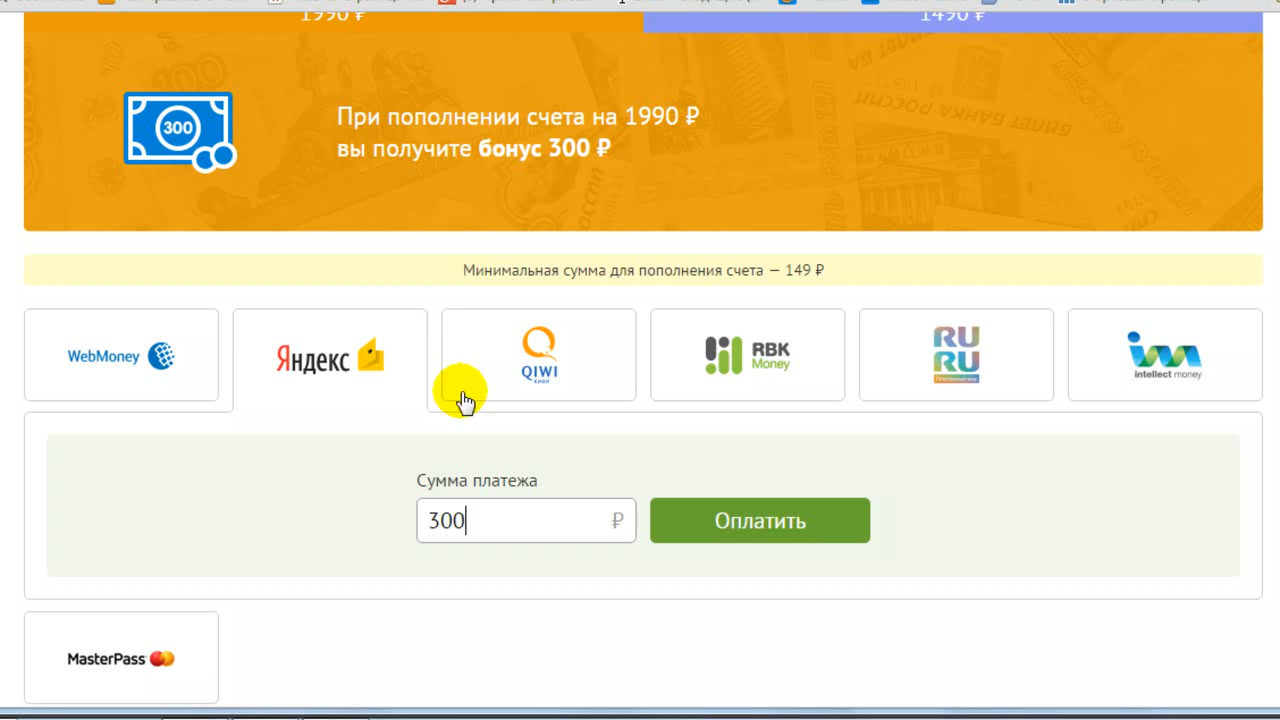 1990 ₽
1490 ₽
300
При пополнении счета на 1990 ₽
вы получите бонус 300 ₽
Минимальная сумма для пополнения счета — 149 ₽
WebMoney
Яндекс
QIWI
RBK
Money
RU
RU
intellect money
Сумма платежа
300 ₽
Оплатить
MasterPass